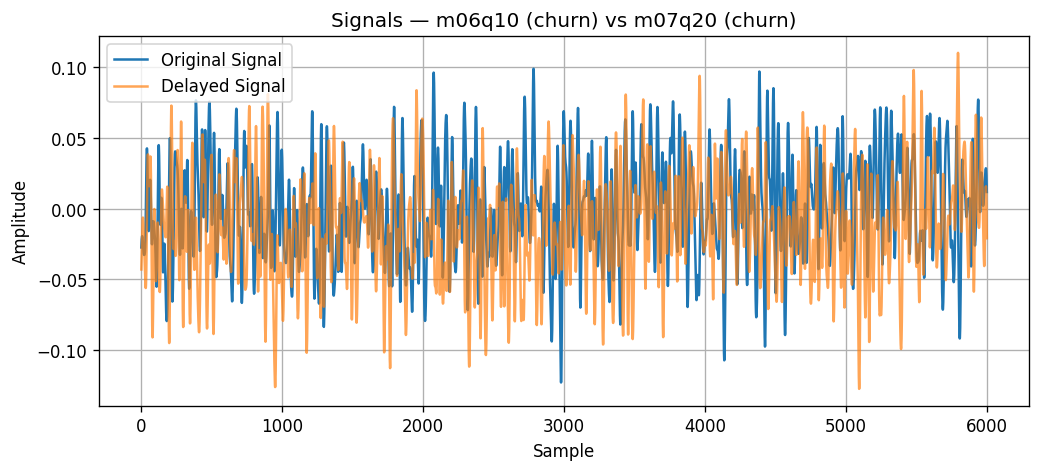 Signals — m06q10 (churn) vs m07q20 (churn)
Original Signal
Delayed Signal
Amplitude
0.10
0.05
0.00
−0.05
−0.10
0 1000 2000 3000 4000 5000 6000
Sample